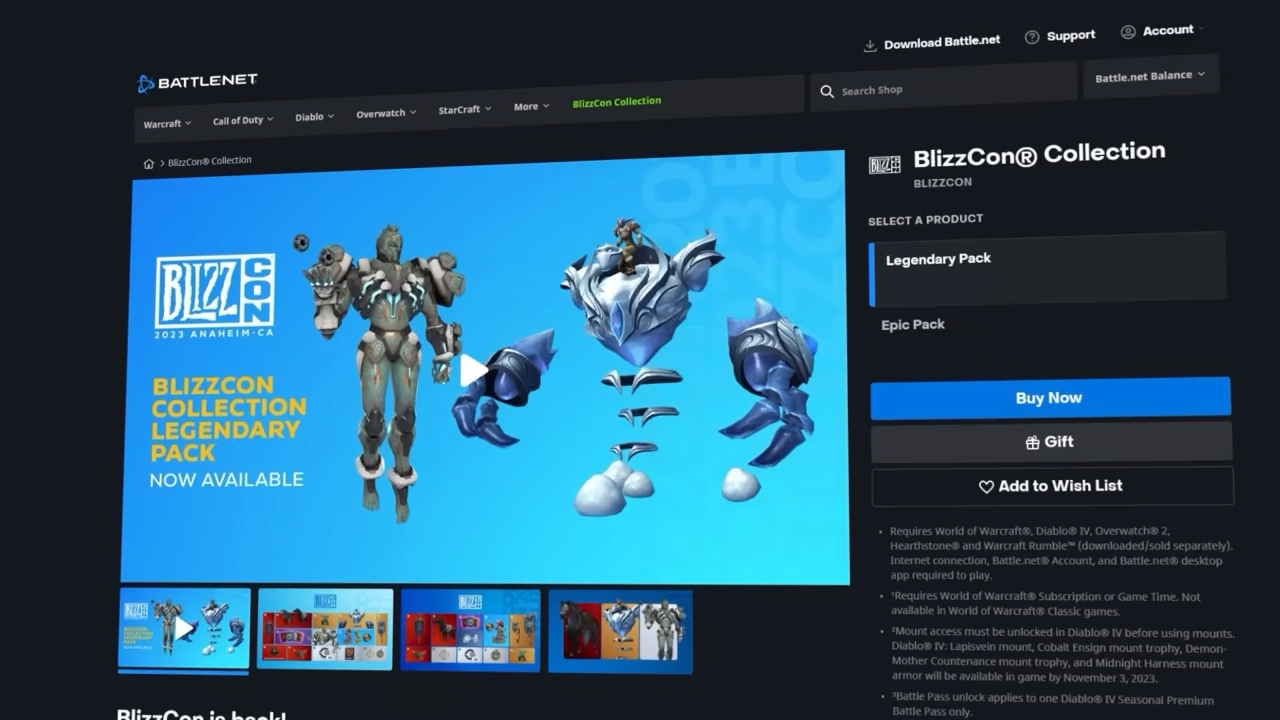 Download Battle.net
Support
Account
BATTLE.NET
Warcraft
Call of Duty
Diablo
Overwatch
StarCraft
More
BlizzCon Collection
Search Shop
Battle.net Balance
BlizzCon® Collection
BlizzCon® Collection
BLIZZCON
SELECT A PRODUCT
Legendary Pack
Epic Pack
BLIZZ
CON
2023 ANAHEIM·CA
BLIZZCON
COLLECTION
LEGENDARY
PACK
NOW AVAILABLE
Buy Now
Gift
Add to Wish List
• Requires World of Warcraft®, Diablo® IV, Overwatch® 2,
Hearthstone® and Warcraft Rumble™ (downloaded/sold separately).
Internet connection, Battle.net® Account, and Battle.net® desktop
app required to play.
• ¹Requires World of Warcraft® Subscription or Game Time. Not
available in World of Warcraft® Classic games.
• ²Mount access must be unlocked in Diablo® IV before using mounts.
Diablo® IV: Lapisvein mount, Cobalt Ensign mount trophy, Demon-
Mother Countenance mount trophy, and Midnight Harness mount
armor will be available in game by November 3, 2023.
• ³Battle Pass unlock applies to one Diablo® IV Seasonal Premium
Battle Pass only.
BlizzCon is back!